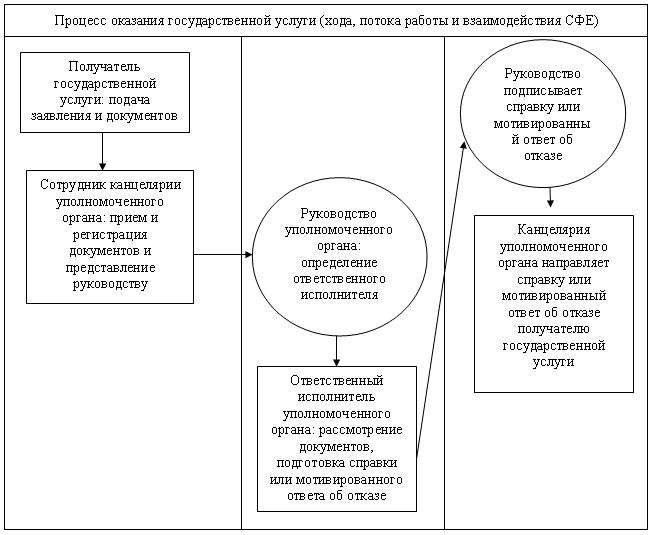 Процесс оказания государственной услуги (хода, потока работы и взаимодействия СФЕ)
Получатель
государственной
услуги: подача
заявления и документов
Сотрудник канцелярии
уполномоченного
органа: прием и
регистрация
документов и
представление
руководству
Руководство
уполномоченного
органа:
определение
ответственного
исполнителя
Ответственный
исполнитель
уполномоченного
органа: рассмотрение
документов,
подготовка справки
или мотивированного
ответа об отказе
Руководство
подписывает
справку или
мотивированны
й ответ об
отказе
Канцелярия
уполномоченного
органа направляет
справку или
мотивированный
ответ об отказе
получателю
государственной
услуги